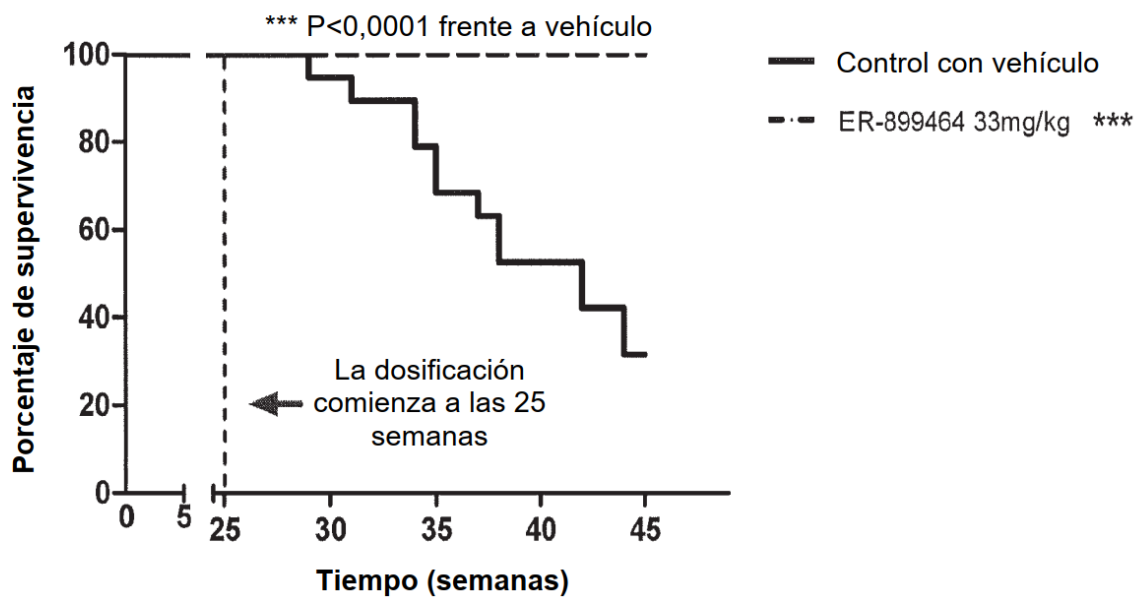 *** P<0,0001 frente a vehículo
Porcentaje de supervivencia
100
80
60
40
20
0
Control con vehículo
ER-899464 33mg/kg ***
La dosificación
comienza a las 25
semanas
0 5 25 30 35 40 45
Tiempo (semanas)